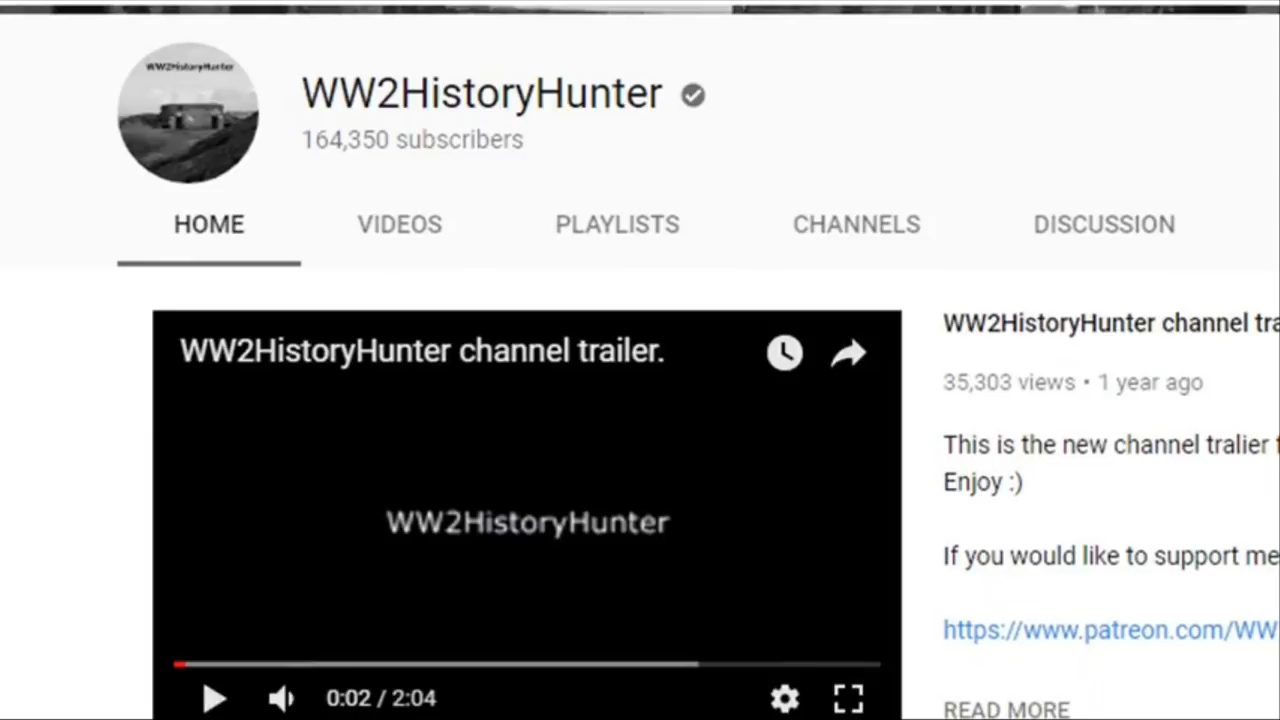 WW2HistoryHunter
WW2HistoryHunter
164,350 subscribers
HOME VIDEOS PLAYLISTS CHANNELS DISCUSSION
WW2HistoryHunter channel trailer.
WW2HistoryHunter
0:02 / 2:04
WW2HistoryHunter channel tra
35,303 views • 1 year ago
This is the new channel tralier
Enjoy :)
If you would like to support me
https://www.patreon.com/WW
READ MORE